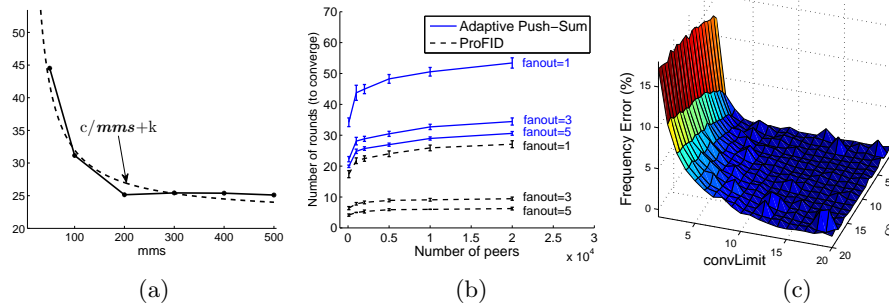 50
45
40
35
30
25
20
100
200
300
400
500
mms
c/mms+k
(a)
Number of rounds (to converge)
70
60
50
40
30
20
10
0
Adaptive Push−Sum
ProFID
fanout=1
fanout=3
fanout=5
fanout=1
fanout=3
fanout=5
0
0.5
1
1.5
2
2.5
3
x 10⁴
Number of peers
(b)
Frequency Error (%)
15
10
5
0
5
10
15
20
convLimit
5
10
15
20
(c)